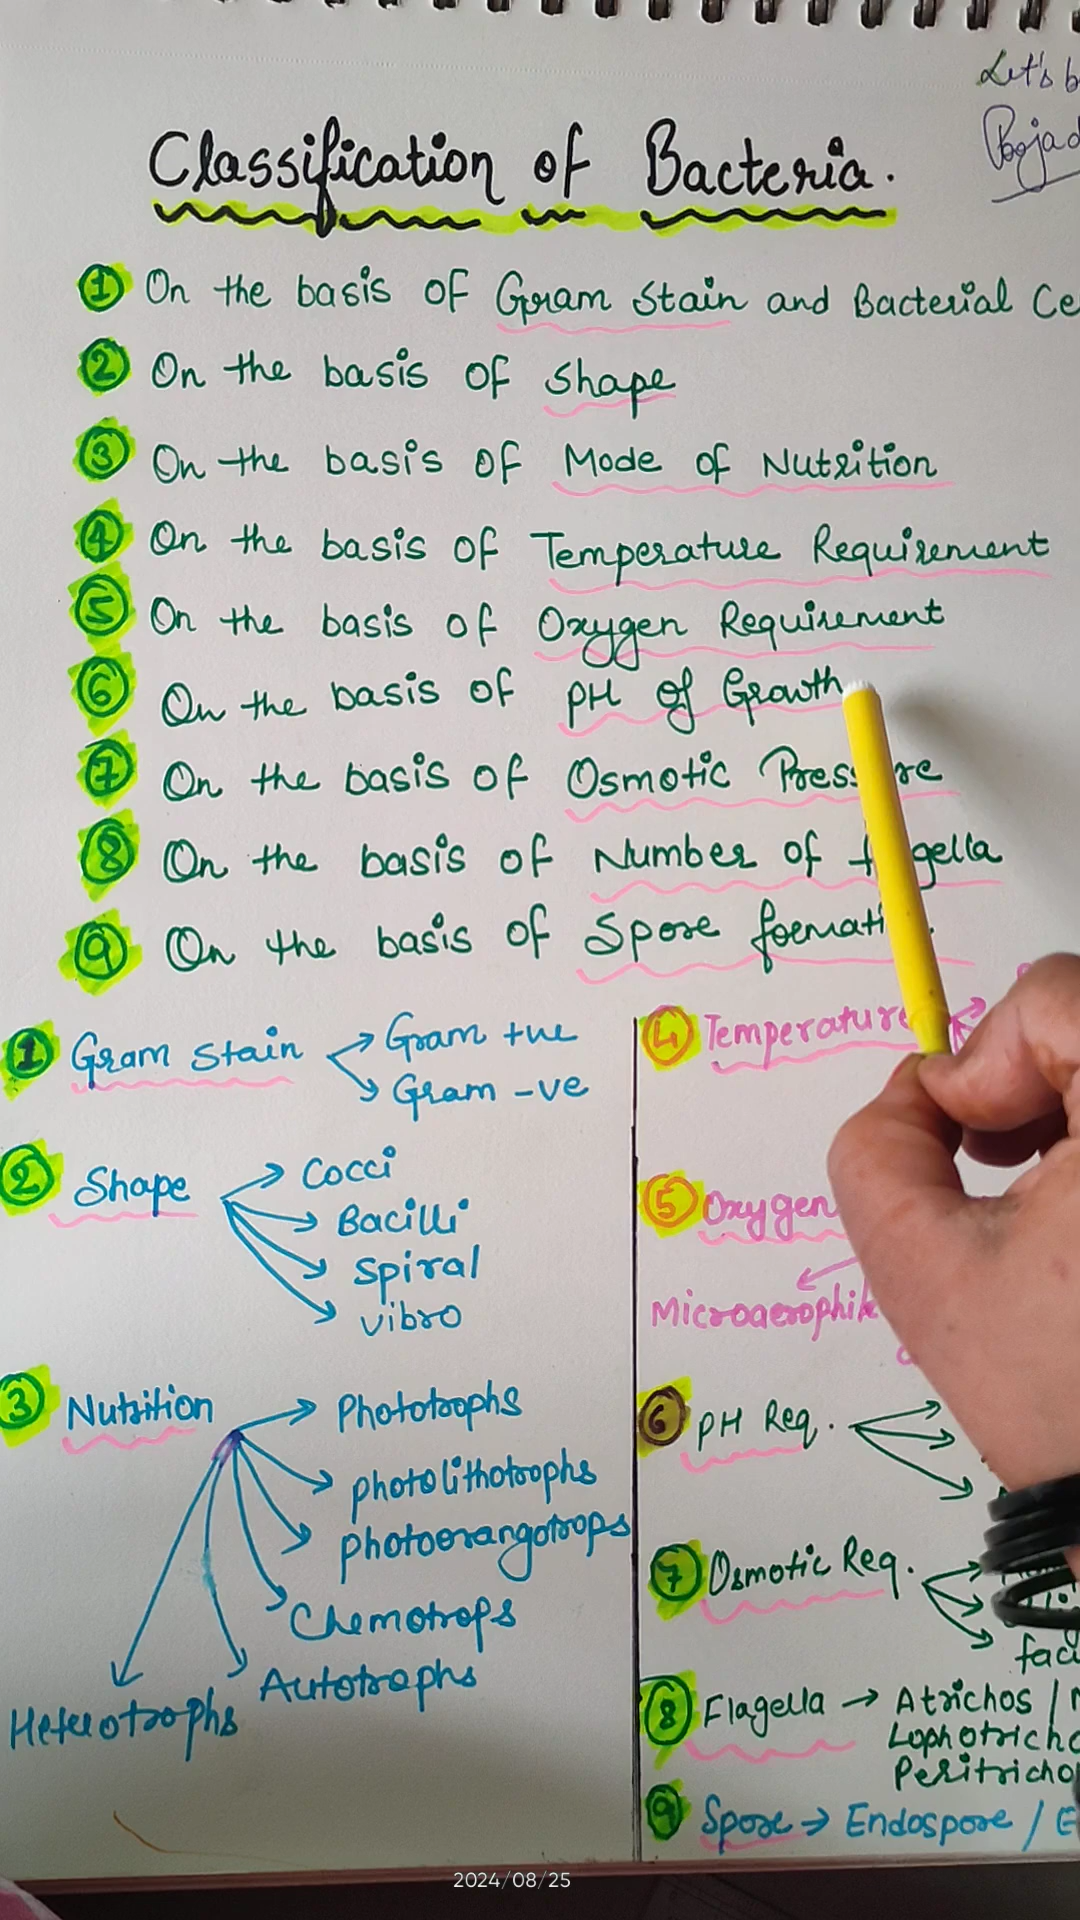 Let's b
Poojad
Classification of Bacteria.
① On the basis of Gram Stain and Bacterial Ce
② On the basis of shape
③ On the basis of Mode of Nutrition
④ On the basis of Temperature Requirement
⑤ On the basis of Oxygen Requirement
⑥ On the basis of PH of Growth
⑦ On the basis of Osmotic
⑧ On the basis of Number of
⑨ On the basis of Spore
① Gram Stain
Gram +ve
Gram -ve
② Shape
Cocci
Bacilli
Spiral
Vibro
③ Nutrition
Phototrophs
photolithotrophs
photoorangotrops
Chemotrops
Autotrophs
Heterotrophs
④ Temperature
⑤ Oxygen
⑥ PH Req.
⑦ Osmotic Req.
⑧ Flagella → Atrichos /
Lophotricho
Peritricho
⑨ Spore → Endospore / E
2024/08/25